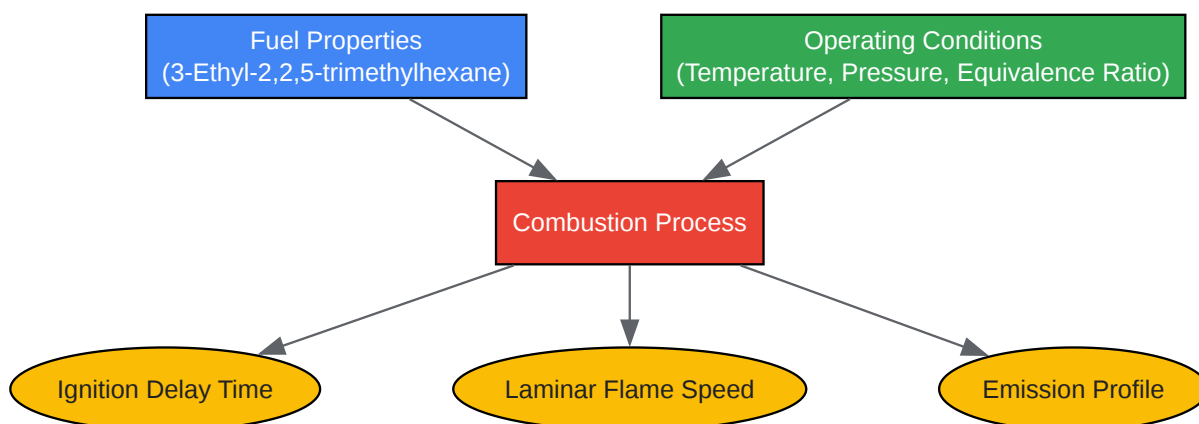 Fuel Properties
(3-Ethyl-2,2,5-trimethylhexane)
Operating Conditions
(Temperature, Pressure, Equivalence Ratio)
Combustion Process
Ignition Delay Time
Laminar Flame Speed
Emission Profile